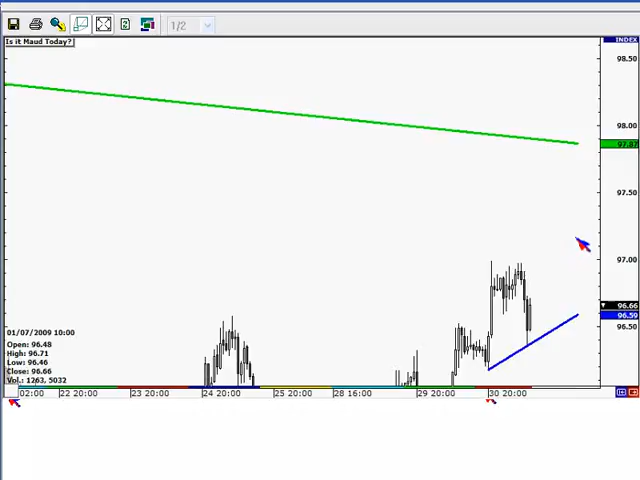 1/2
Is it Maud Today?
INDEX
98.50
98.00
97.87
97.50
97.00
96.66
96.59
96.50
01/07/2009 10:00
Open: 96.48
High: 96.71
Low: 96.46
Close: 96.66
Vol.: 1263, 5032
02:00
22 20:00
23 20:00
24 20:00
25 20:00
28 16:00
29 20:00
30 20:00